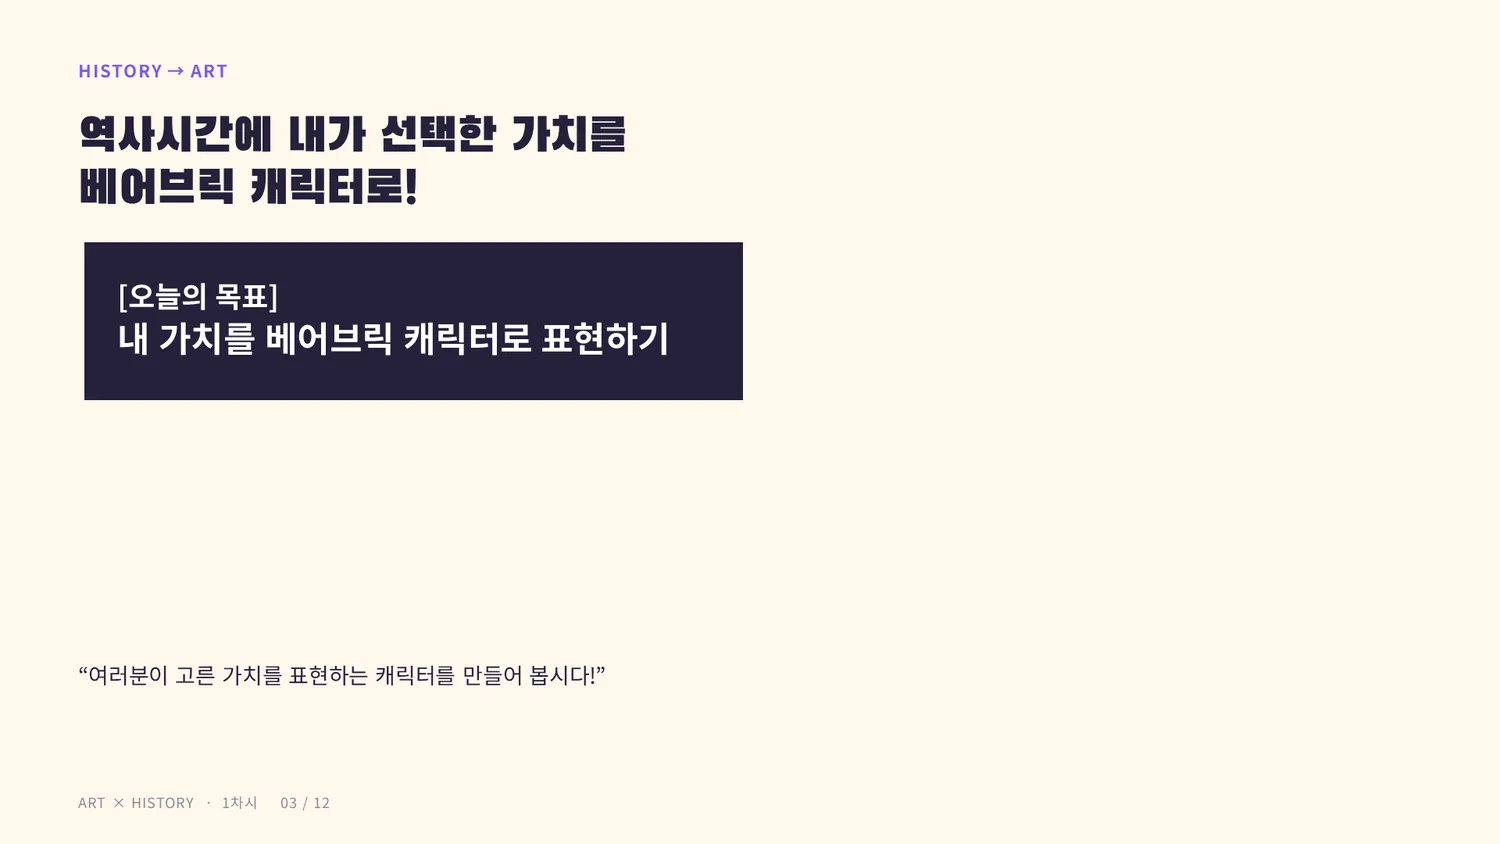 HISTORY → ART
역사시간에 내가 선택한 가치를
베어브릭 캐릭터로!
[오늘의 목표]
내 가치를 베어브릭 캐릭터로 표현하기
“여러분이 고른 가치를 표현하는 캐릭터를 만들어 봅시다!”
ART × HISTORY · 1차시 03 / 12